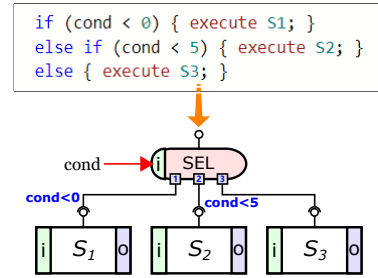 if (cond < 0) { execute S1; }
else if (cond < 5) { execute S2; }
else { execute S3; }
cond
i SEL
1 2 3
cond<0
cond<5
i S1 o
i S2 o
i S3 o